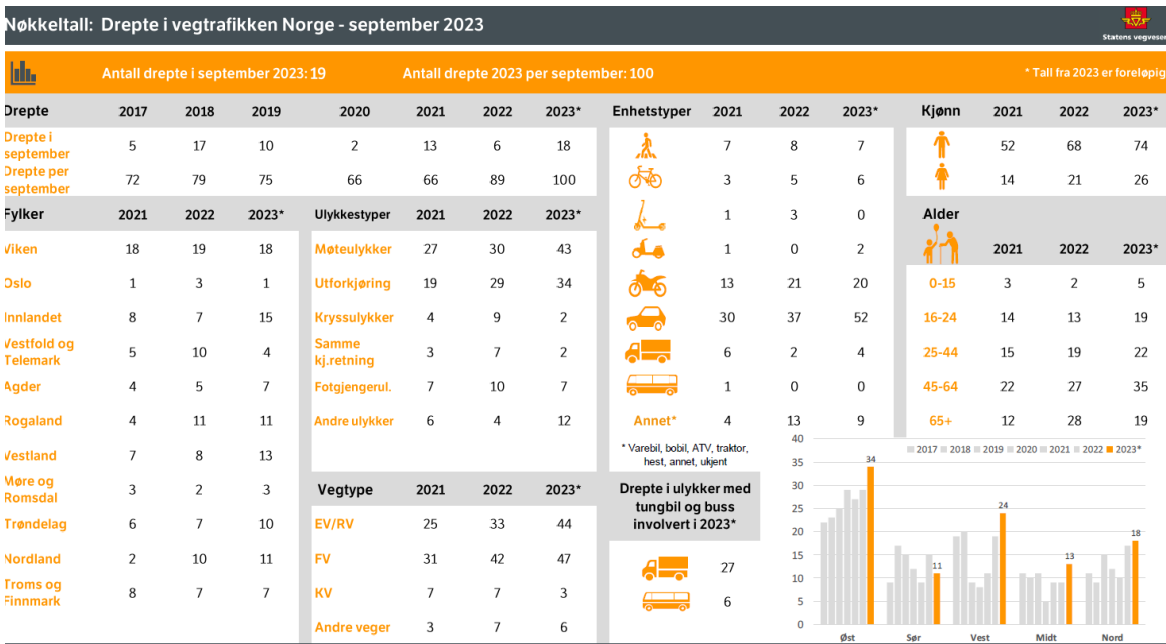 Nøkkeltall: Drepte i vegtrafikken Norge - september 2023
Statens vegvesen
Antall drepte i september 2023: 19 Antall drepte 2023 per september: 100 * Tall fra 2023 er foreløpig
Drepte 2017 2018 2019 2020 2021 2022 2023*
Drepte i
september 5 17 10 2 13 6 18
Drepte per
september 72 79 75 66 66 89 100
Fylker 2021 2022 2023*
Viken 18 19 18
Oslo 1 3 1
Innlandet 8 7 15
Vestfold og
Telemark 5 10 4
Agder 4 5 7
Rogaland 4 11 11
Vestland 7 8 13
Møre og
Romsdal 3 2 3
Trøndelag 6 7 10
Nordland 2 10 11
Troms og
Finnmark 8 7 7
Ulykkestyper 2021 2022 2023*
Møteulykker 27 30 43
Utforkjøring 19 29 34
Kryssulykker 4 9 2
Samme
kj.retning 3 7 2
Fotgjengerul. 7 10 7
Andre ulykker 6 4 12
Vegtype 2021 2022 2023*
EV/RV 25 33 44
FV 31 42 47
KV 7 7 3
Andre veger 3 7 6
Enhetstyper 2021 2022 2023*
7 8 7
3 5 6
1 3 0
1 0 2
13 21 20
30 37 52
6 2 4
1 0 0
Annet* 4 13 9
* Varebil, bobil, ATV, traktor,
hest, annet, ukjent
Drepte i ulykker med
tungbil og buss
involvert i 2023*
27
6
Kjønn 2021 2022 2023*
52 68 74
14 21 26
Alder
2021 2022 2023*
0-15 3 2 5
16-24 14 13 19
25-44 15 19 22
45-64 22 27 35
65+ 12 28 19
2017 2018 2019 2020 2021 2022 2023*
40
35
30
25
20
15
10
5
0
34
11
24
13
18
Øst Sør Vest Midt Nord